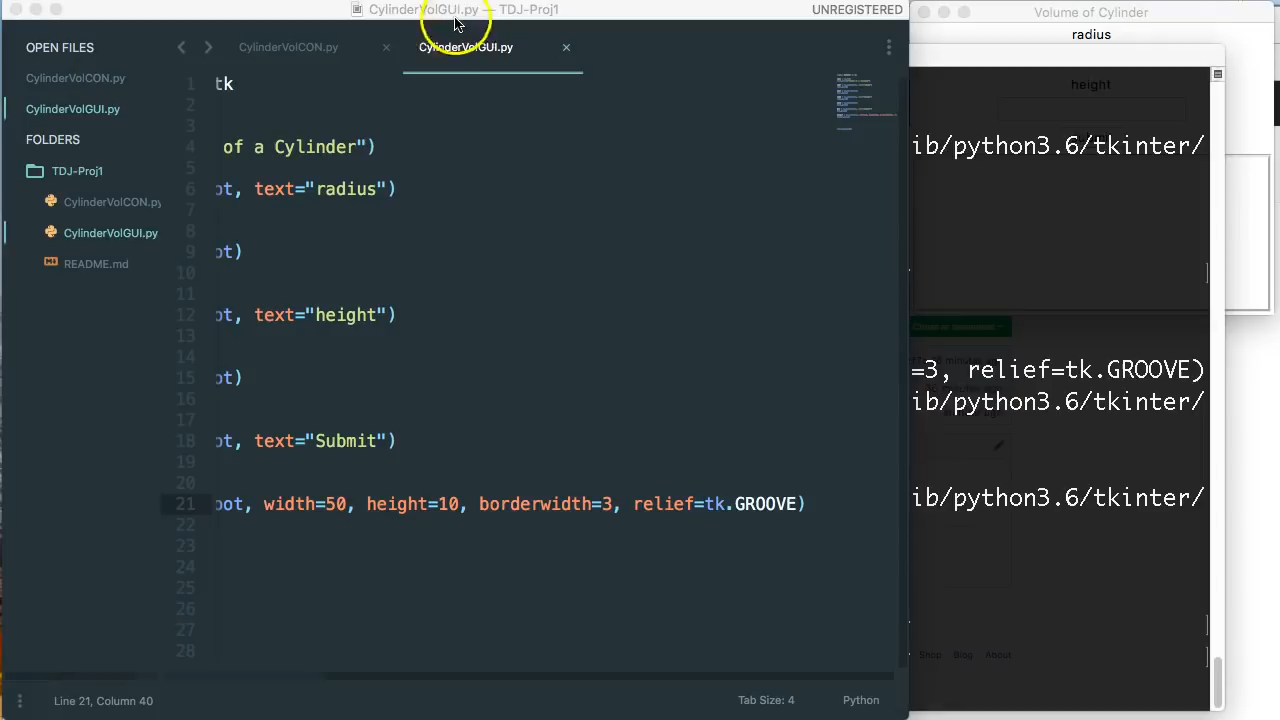 CylinderVolGUI.py — TDJ-Proj1
UNREGISTERED
OPEN FILES
CylinderVolCON.py
CylinderVolGUI.py
FOLDERS
TDJ-Proj1
CylinderVolCON.py
CylinderVolGUI.py
README.md
CylinderVolCON.py
CylinderVolGUI.py
1 tk
2
3
4 of a Cylinder")
5
6 ot, text="radius")
7
8
9 ot)
10
11
12 ot, text="height")
13
14
15 ot)
16
17
18 ot, text="Submit")
19
20
21 oot, width=50, height=10, borderwidth=3, relief=tk.GROOVE)
22
23
24
25
26
27
28
Line 21, Column 40
Tab Size: 4
Python
Volume of Cylinder
radius
height
ib/python3.6/tkinter/
=3, relief=tk.GROOVE)
ib/python3.6/tkinter/
ib/python3.6/tkinter/
Shop Blog About